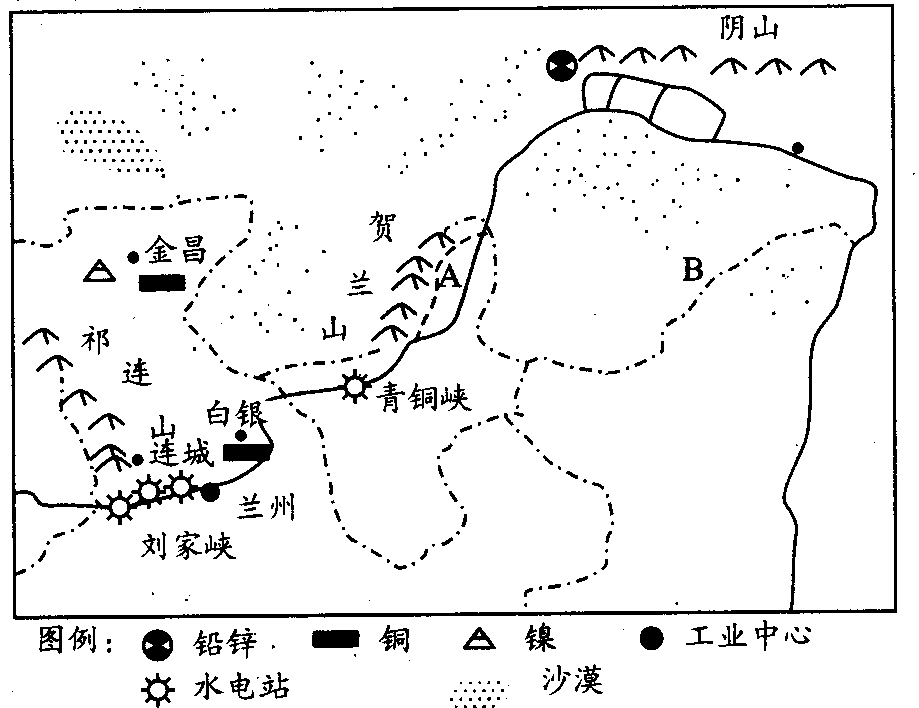 阴山
贺
兰
山
A
B
金昌
祁
连
山
白银
连城
青铜峡
兰州
刘家峡
图例：
铅锌
铜
镍
工业中心
水电站
沙漠